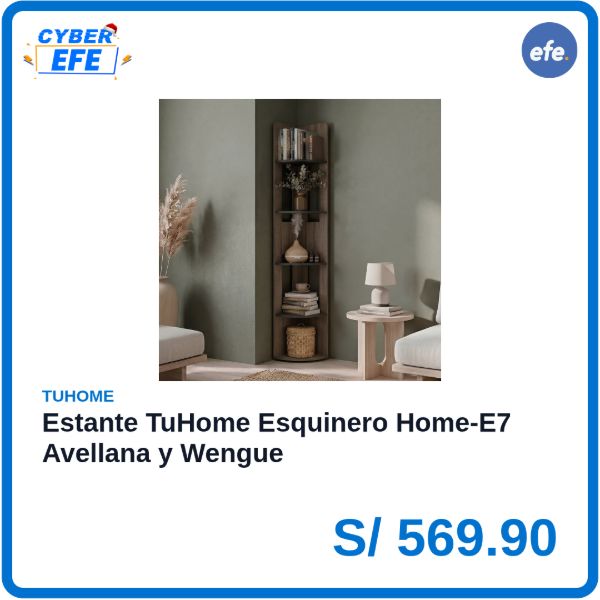 CYBER
EFE
efe.
TUHOME
Estante TuHome Esquinero Home-E7
Avellana y Wengue
S/ 569.90